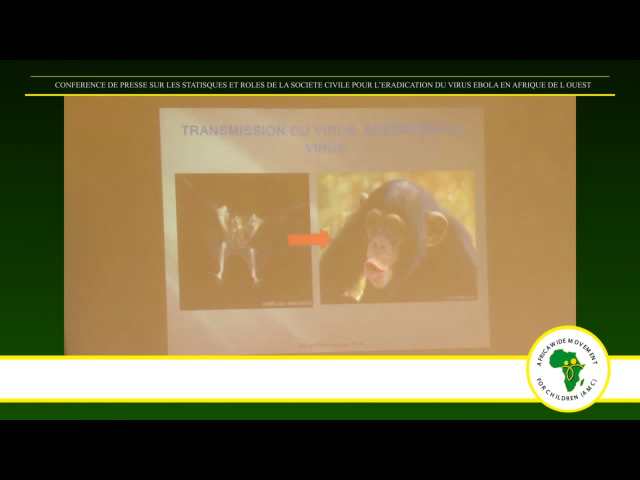 CONFERENCE DE PRESSE SUR LES STATISQUES ET ROLES DE LA SOCIETE CIVILE POUR L'ERADICATION DU VIRUS EBOLA EN AFRIQUE DE L OUEST
TRANSMISSION DU VIRUS:
VIRUS
AFRICAWIDE MOVEMENT
FOR CHILDREN (AMC)